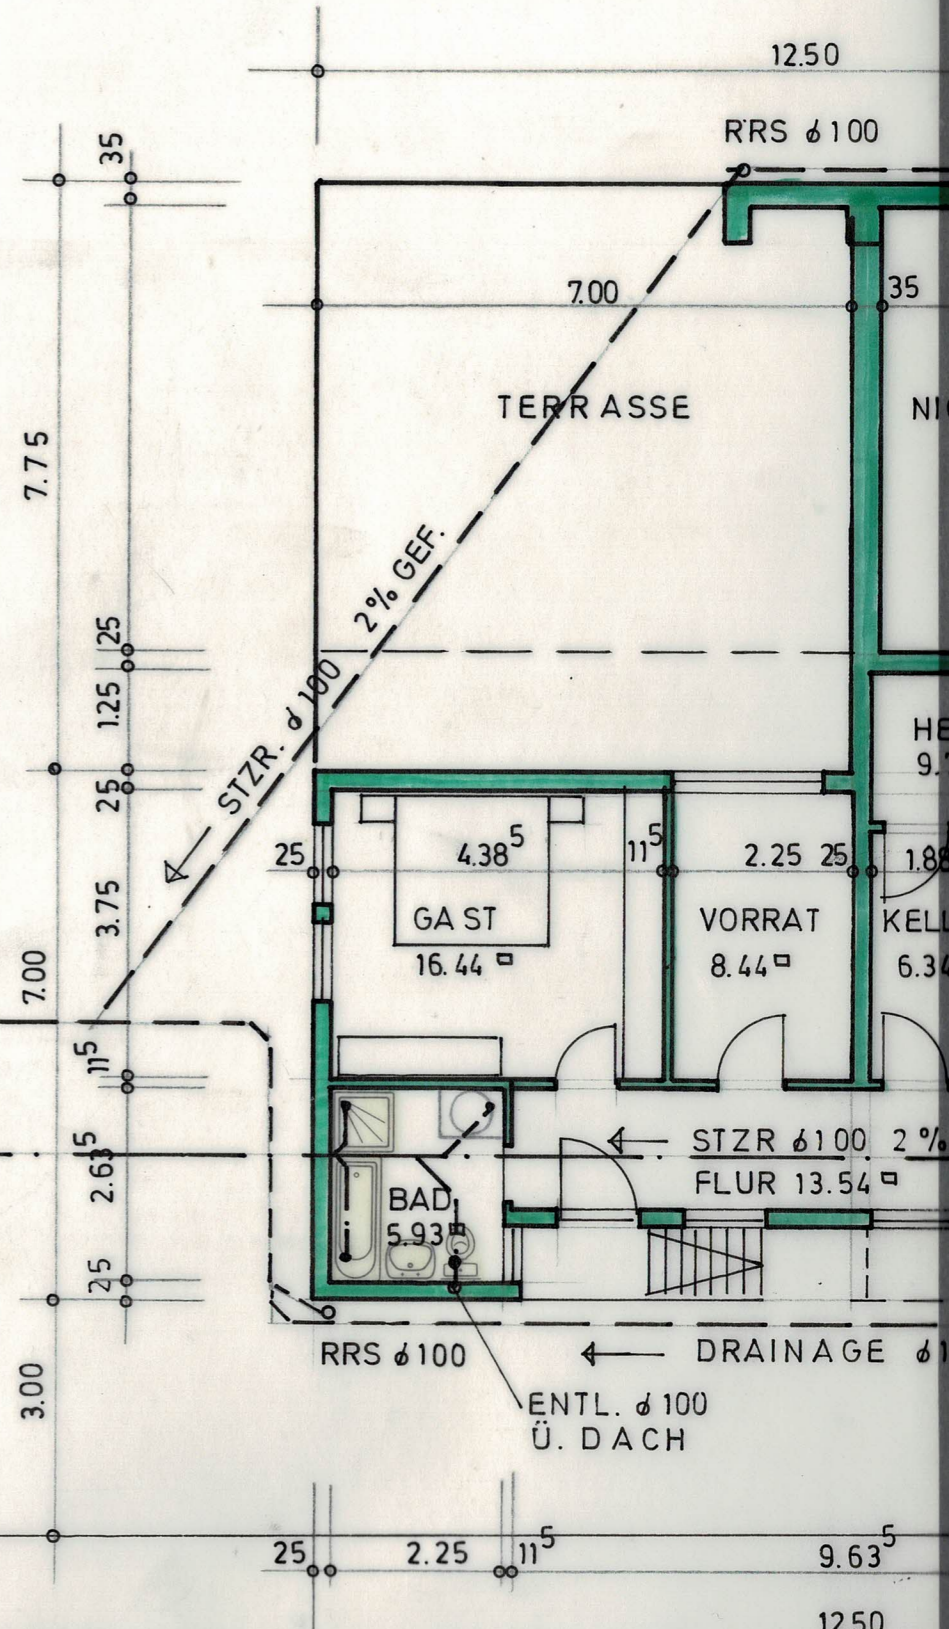 12.50
RRS ϕ 100
35
7.00
35
TERRASSE
7.75
2% GEF.
STZR. ϕ 100
25
1.25
25
25
4.38⁵
11⁵
2.25
25
1.88
GAST
16.44
VORRAT
8.44
3.75
7.00
11⁵
2.63⁵
25
STZR ϕ 100 2 %
FLUR 13.54
BAD
5.93
RRS ϕ 100
DRAINAGE
ENTL. ϕ 100
Ü. DACH
3.00
25
2.25
11⁵
9.63⁵
12.50